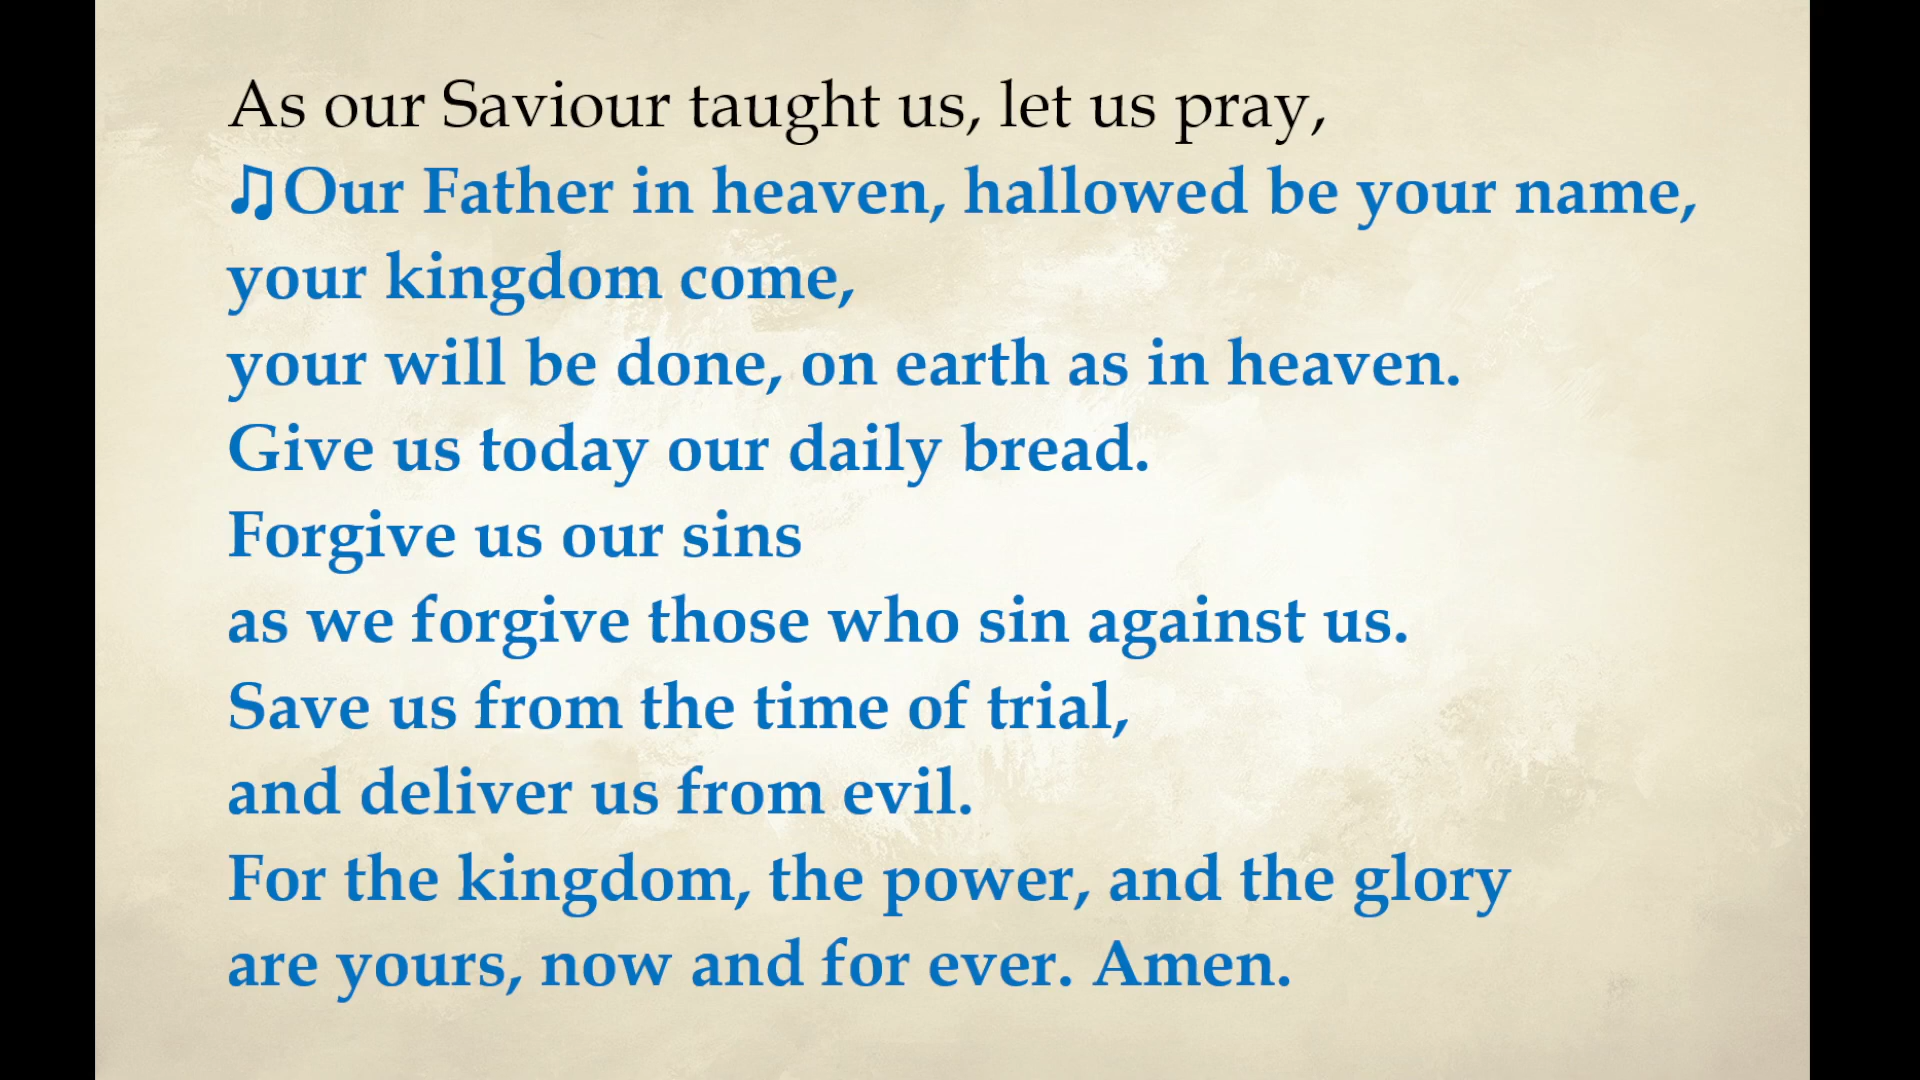 As our Saviour taught us, let us pray,
♫Our Father in heaven, hallowed be your name,
your kingdom come,
your will be done, on earth as in heaven.
Give us today our daily bread.
Forgive us our sins
as we forgive those who sin against us.
Save us from the time of trial,
and deliver us from evil.
For the kingdom, the power, and the glory
are yours, now and for ever. Amen.